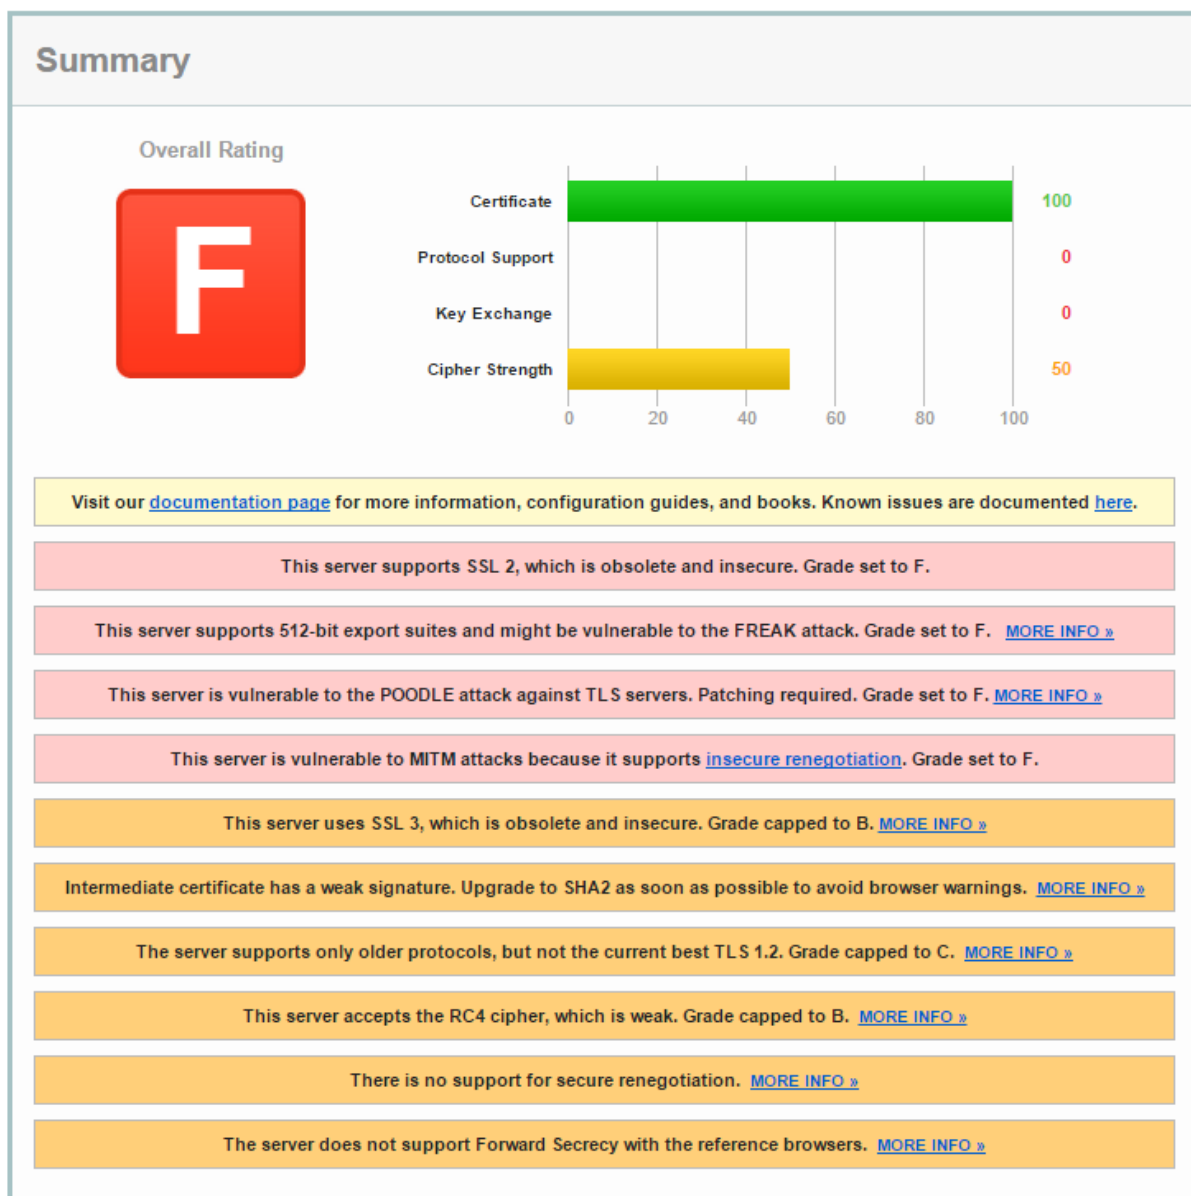 Summary
Overall Rating
F
Certificate 100
Protocol Support 0
Key Exchange 0
Cipher Strength 50
0 20 40 60 80 100
Visit our documentation page for more information, configuration guides, and books. Known issues are documented here.
This server supports SSL 2, which is obsolete and insecure. Grade set to F.
This server supports 512-bit export suites and might be vulnerable to the FREAK attack. Grade set to F. MORE INFO »
This server is vulnerable to the POODLE attack against TLS servers. Patching required. Grade set to F. MORE INFO »
This server is vulnerable to MITM attacks because it supports insecure renegotiation. Grade set to F.
This server uses SSL 3, which is obsolete and insecure. Grade capped to B. MORE INFO »
Intermediate certificate has a weak signature. Upgrade to SHA2 as soon as possible to avoid browser warnings. MORE INFO »
The server supports only older protocols, but not the current best TLS 1.2. Grade capped to C. MORE INFO »
This server accepts the RC4 cipher, which is weak. Grade capped to B. MORE INFO »
There is no support for secure renegotiation. MORE INFO »
The server does not support Forward Secrecy with the reference browsers. MORE INFO »